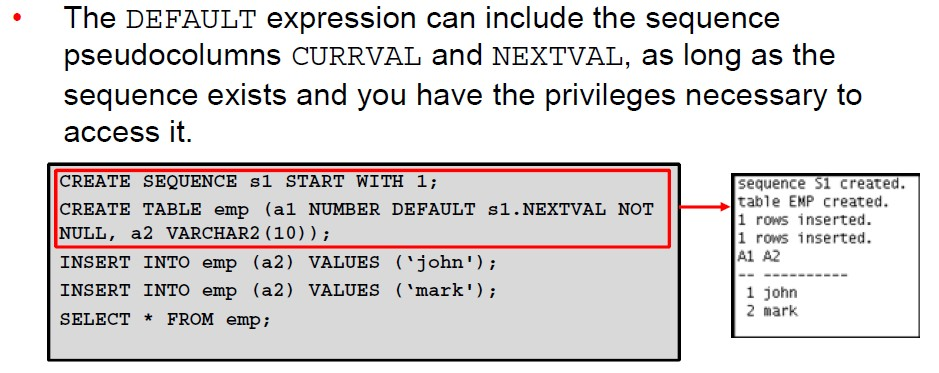 • The DEFAULT expression can include the sequence
pseudocolumns CURRVAL and NEXTVAL, as long as the
sequence exists and you have the privileges necessary to
access it.
CREATE SEQUENCE s1 START WITH 1;
CREATE TABLE emp (a1 NUMBER DEFAULT s1.NEXTVAL NOT
NULL, a2 VARCHAR2(10));
INSERT INTO emp (a2) VALUES (‘john');
INSERT INTO emp (a2) VALUES (‘mark');
SELECT * FROM emp;
sequence S1 created.
table EMP created.
1 rows inserted.
1 rows inserted.
A1 A2
-- ----------
1 john
2 mark